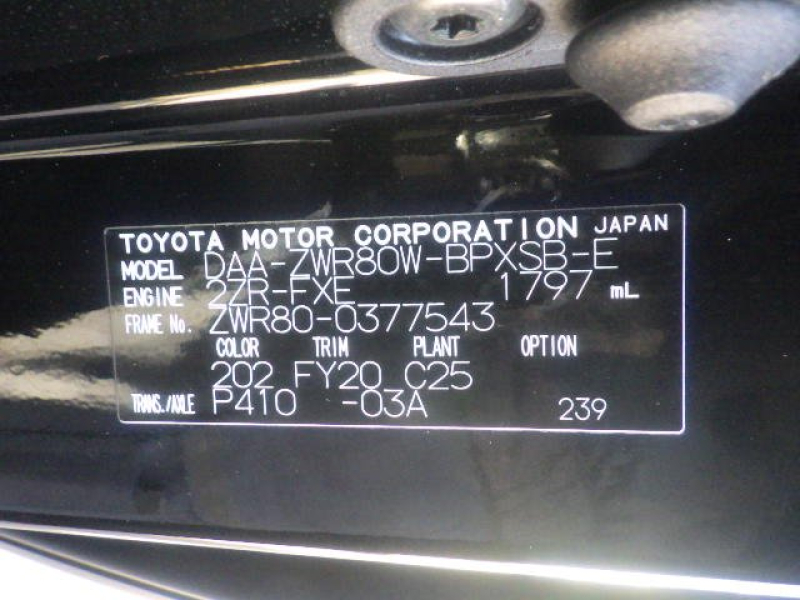 TOYOTA MOTOR CORPORATION JAPAN
MODEL DAA-ZWR80W-BPXSB-E
ENGINE 2ZR-FXE 1797 mL
FRAME No. ZWR80-0377543
COLOR TRIM PLANT OPTION
202 FY20 C25
TRANS./AXLE P410 -03A 239